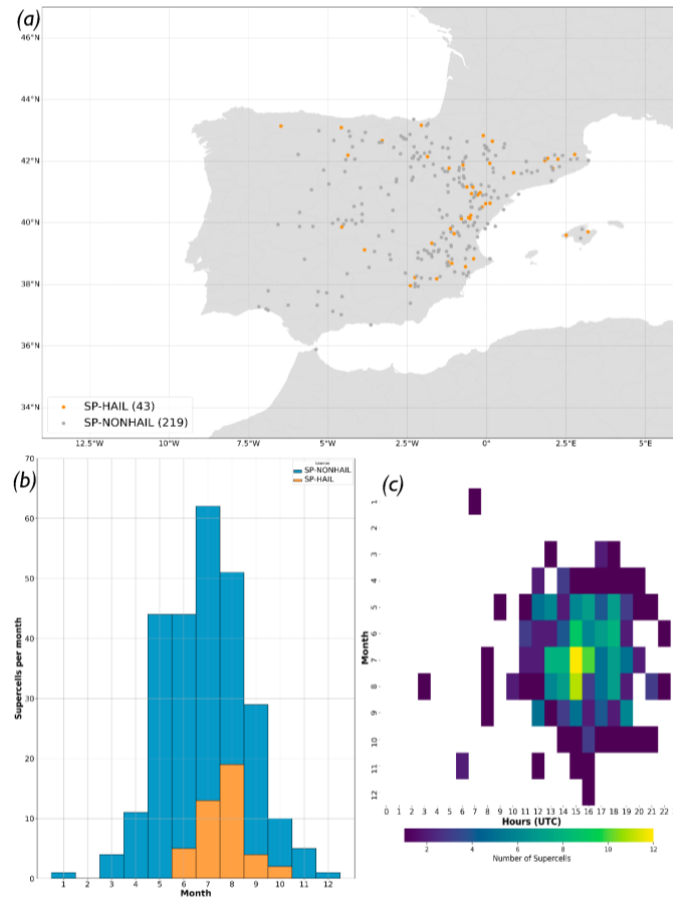 (a)
46°N
44°N
42°N
40°N
38°N
36°N
34°N
SP-HAIL (43)
SP-NONHAIL (219)
12.5°W 10°W 7.5°W 5°W 2.5°W 0° 2.5°E 5°E
(b)
70
60
50
40
30
20
10
0
Supercells per month
SP-NONHAIL
SP-HAIL
1 2 3 4 5 6 7 8 9 10 11 12
Month
(c)
1
2
3
4
5
6
7
8
9
10
11
12
Month
0 1 2 3 4 5 6 7 8 9 10 11 12 13 14 15 16 17 18 19 20 21 22
Hours (UTC)
2 4 6 8 10 12
Number of Supercells